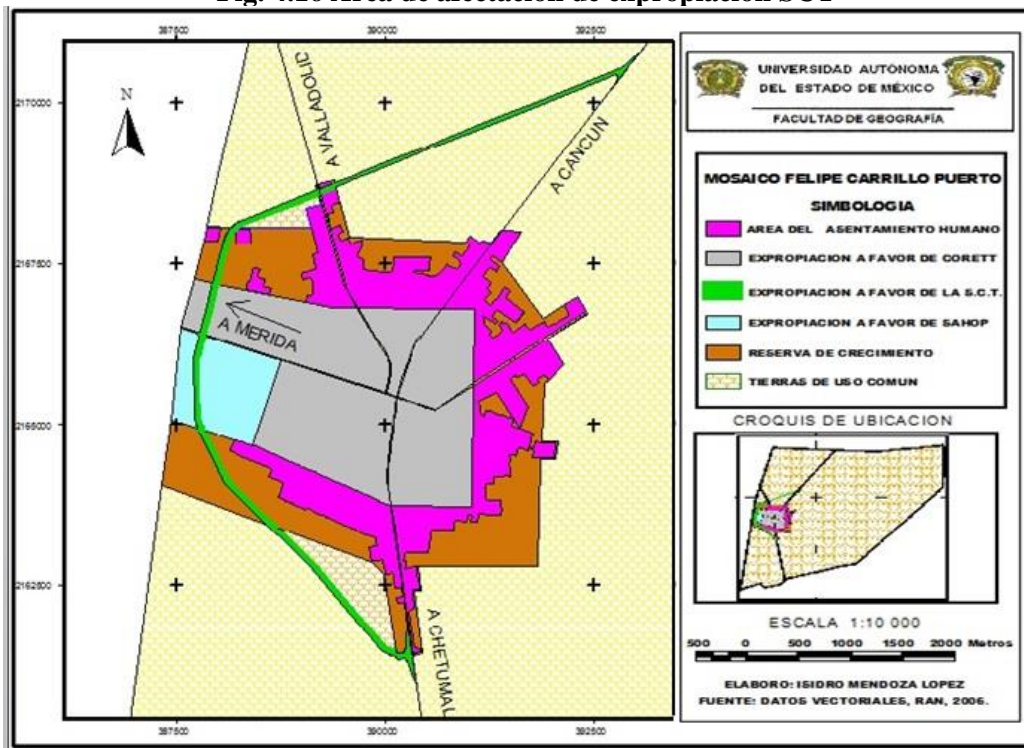 Fig. 4.10 Área de afectación de expropiación SCT
387500 390000 392500
2170000
2167500
2165000
2162500
387500 390000 392500
N
A VALLADOLID
A CANCUN
A MERIDA
A CHETUMAL
UNIVERSIDAD AUTONOMA
DEL ESTADO DE MÉXICO
FACULTAD DE GEOGRAFÍA
MOSAICO FELIPE CARRILLO PUERTO
SIMBOLOGIA
AREA DEL ASENTAMIENTO HUMANO
EXPROPIACION A FAVOR DE CORETT
EXPROPIACION A FAVOR DE LA S.C.T.
EXPROPIACION A FAVOR DE SAHOP
RESERVA DE CRECIMIENTO
TIERRAS DE USO COMUN
CROQUIS DE UBICACION
ESCALA 1:10 000
500 0 500 1000 1500 2000 Metros
ELABORO: ISIDRO MENDOZA LOPEZ
FUENTE: DATOS VECTORIALES, RAN, 2006.